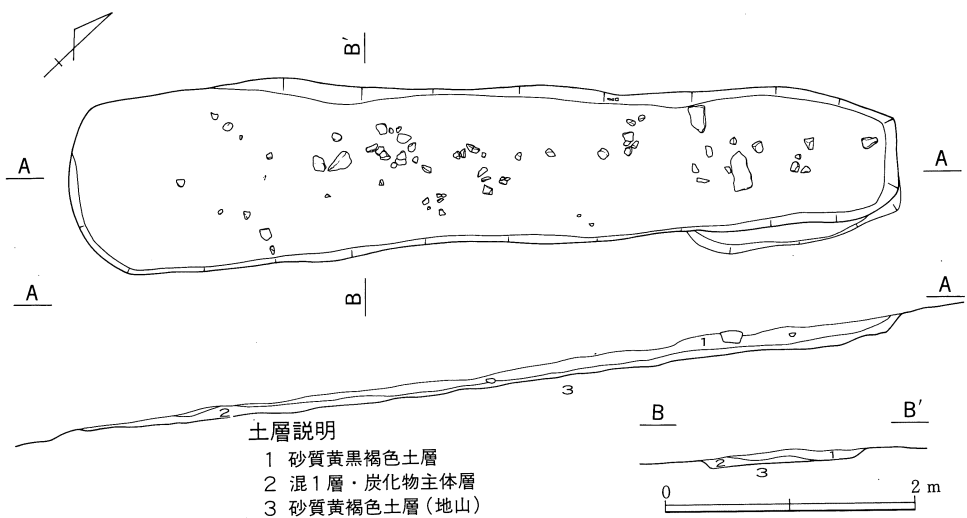 B'
A A
A B A
1
2 3
B B'
2 1
3
土層説明
1 砂質黄黒褐色土層
2 混1層・炭化物主体層
3 砂質黄褐色土層(地山)
0 2 m